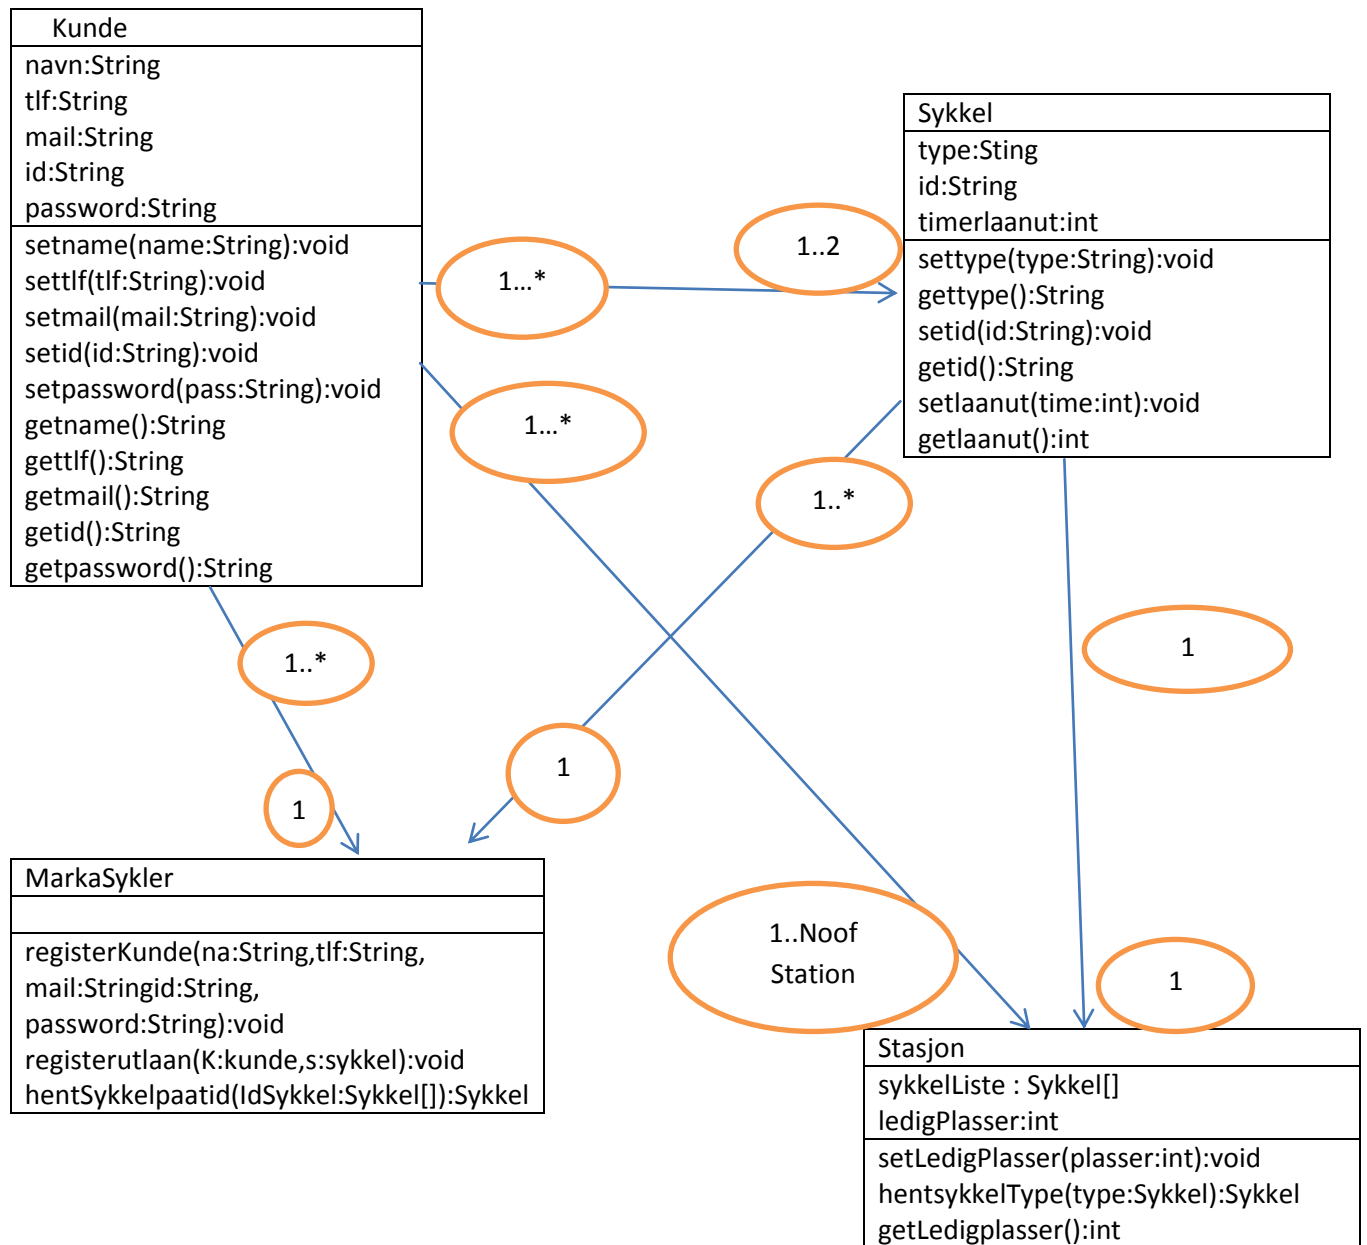 Kunde
navn:String
tlf:String
mail:String
id:String
password:String
setname(name:String):void
settlf(tlf:String):void
setmail(mail:String):void
setid(id:String):void
setpassword(pass:String):void
getname():String
gettlf():String
getmail():String
getid():String
getpassword():String
Sykkel
type:Sting
id:String
timerlaanut:int
settype(type:String):void
gettype():String
setid(id:String):void
getid():String
setlaanut(time:int):void
getlaanut():int
1...*
1..2
1...*
1..*
1
1..*
1
1
1..Noof
Station
1
MarkaSykler
registerKunde(na:String,tlf:String,
mail:Stringid:String,
password:String):void
registerutlaan(K:kunde,s:sykkel):void
hentSykkelpaatid(IdSykkel:Sykkel[]):Sykkel
Stasjon
sykkelListe : Sykkel[]
ledigPlasser:int
setLedigPlasser(plasser:int):void
hentsykkelType(type:Sykkel):Sykkel
getLedigplasser():int